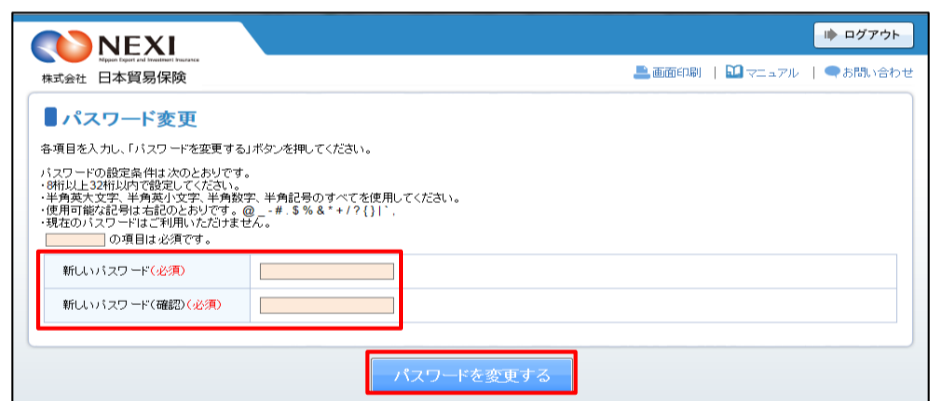 NEXI
Nippon Export and Investment Insurance
株式会社 日本貿易保険
ログアウト
画面印刷 | マニュアル | お問い合わせ
パスワード変更
各項目を入力し、「パスワードを変更する」ボタンを押してください。
パスワードの設定条件は次のとおりです。
・8桁以上32桁以内で設定してください。
・半角英大文字、半角英小文字、半角数字、半角記号のすべてを使用してください。
・使用可能な記号は右記のとおりです。@ _ - # . $ % & * + / ? { } | ` ,
・現在のパスワードはご利用いただけません。
の項目は必須です。
新しいパスワード(必須)
新しいパスワード(確認)(必須)
パスワードを変更する